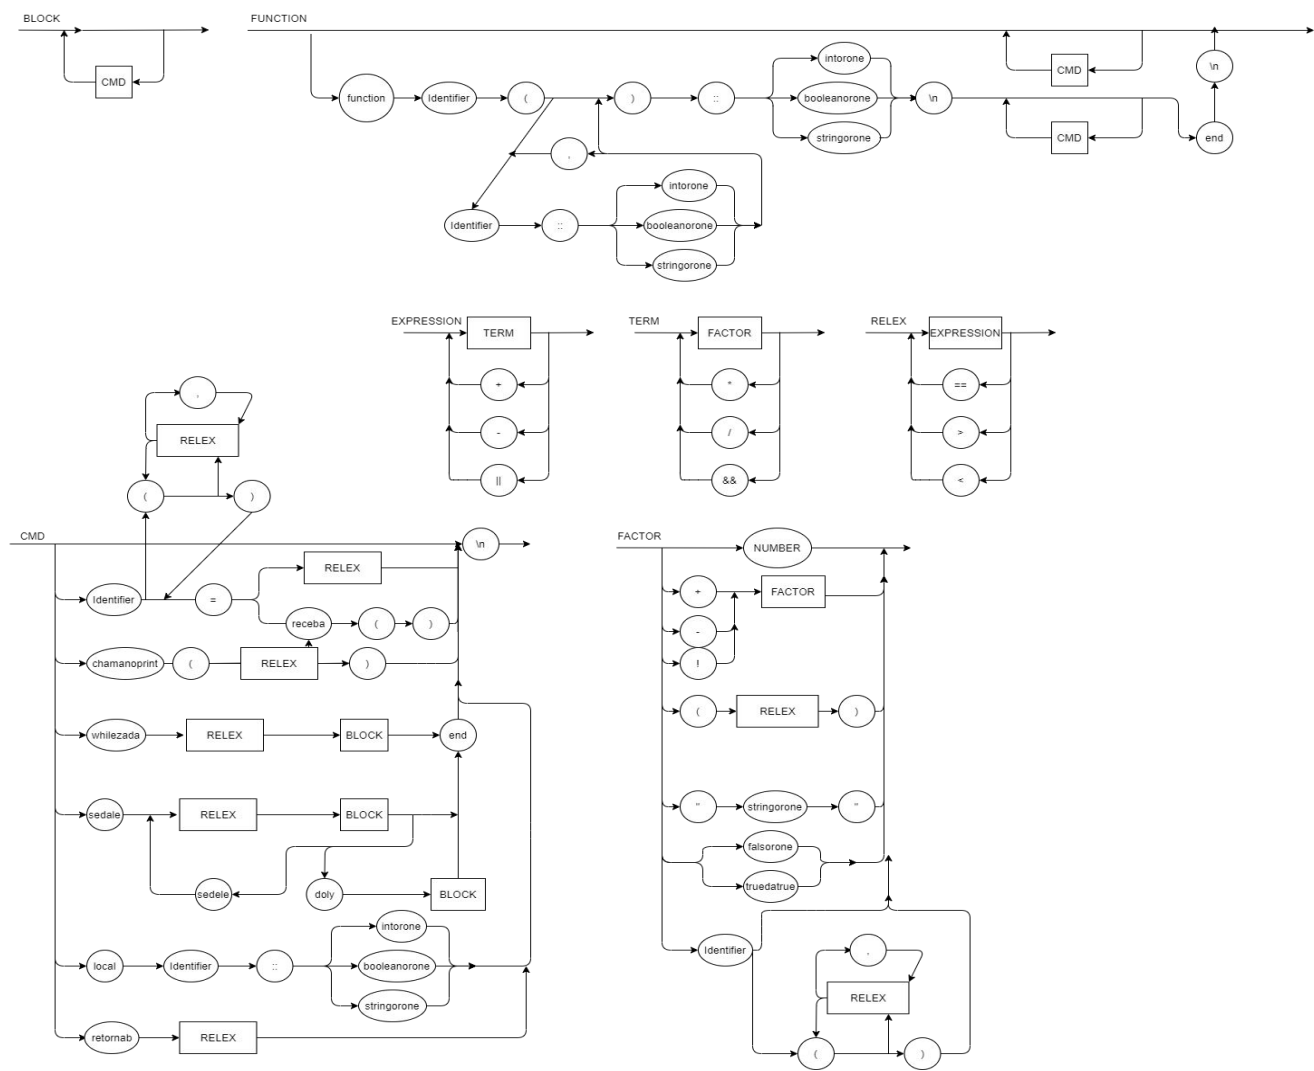 BLOCK
CMD
FUNCTION
function Identifier ( ) :: intorone booleanorone stringorone \n CMD CMD end \n
,
Identifier :: intorone booleanorone stringorone
EXPRESSION
TERM
+
-
||
TERM
FACTOR
*
/
&&
RELEX
EXPRESSION
==
>
<
,
RELEX
( )
CMD
\n
Identifier = RELEX
receba ( )
chamanoprint ( RELEX )
whilezada RELEX BLOCK end
sedale RELEX BLOCK
sedele doly BLOCK
local Identifier :: intorone booleanorone stringorone
retornab RELEX
FACTOR
NUMBER
+
-
!
FACTOR
( RELEX )
" stringorone "
falsorone
truedatrue
Identifier
,
RELEX
( )